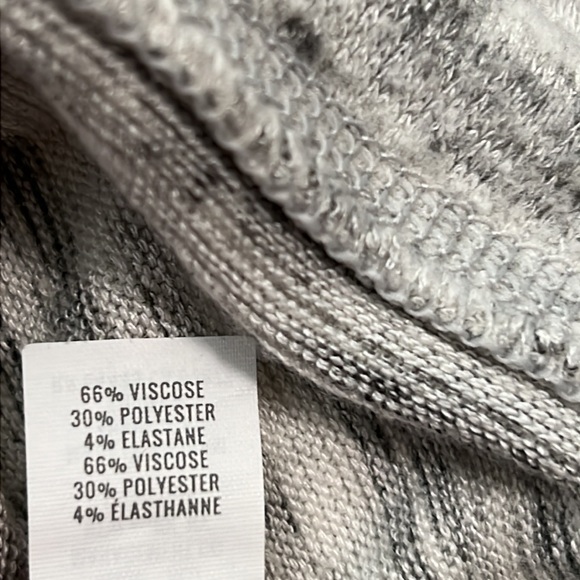 66% VISCOSE
30% POLYESTER
4% ELASTANE
66% VISCOSE
30% POLYESTER
4% ÉLASTHANNE